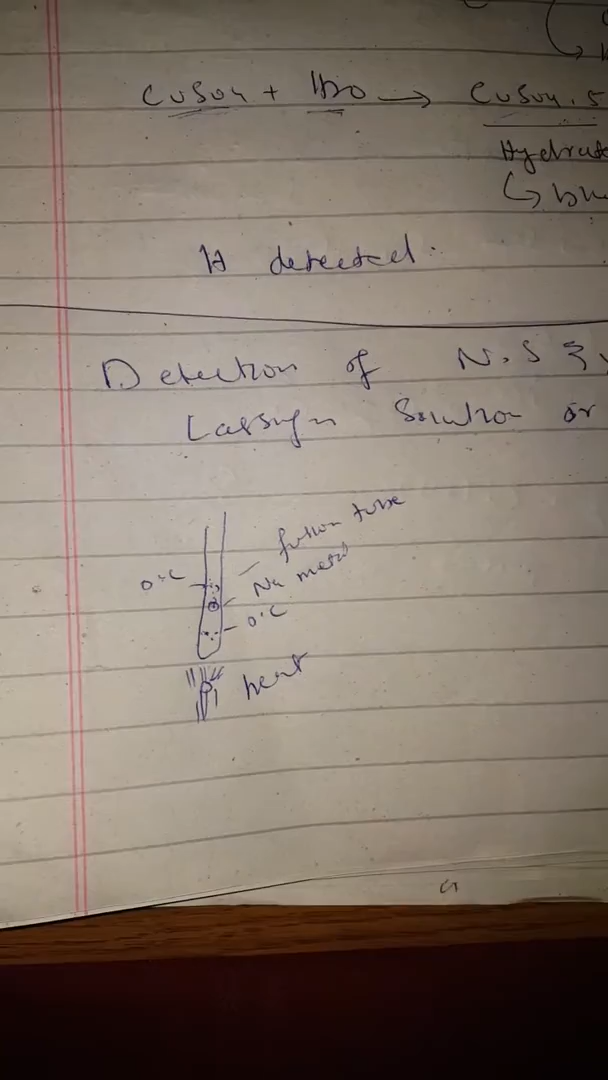 CuSO4 + H2O → CuSO4.5
Hydrate
H detected.
Detection of N, S &
Lassaign Solution or
fusion tube
O.C
Na metal
O.C
heat